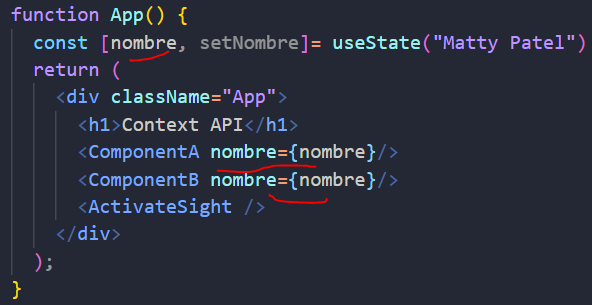 function App() {
const [nombre, setNombre]= useState("Matty Patel")
return (
<div className="App">
<h1>Context API</h1>
<ComponentA nombre={nombre}/>
<ComponentB nombre={nombre}/>
<ActivateSight />
</div>
);
}